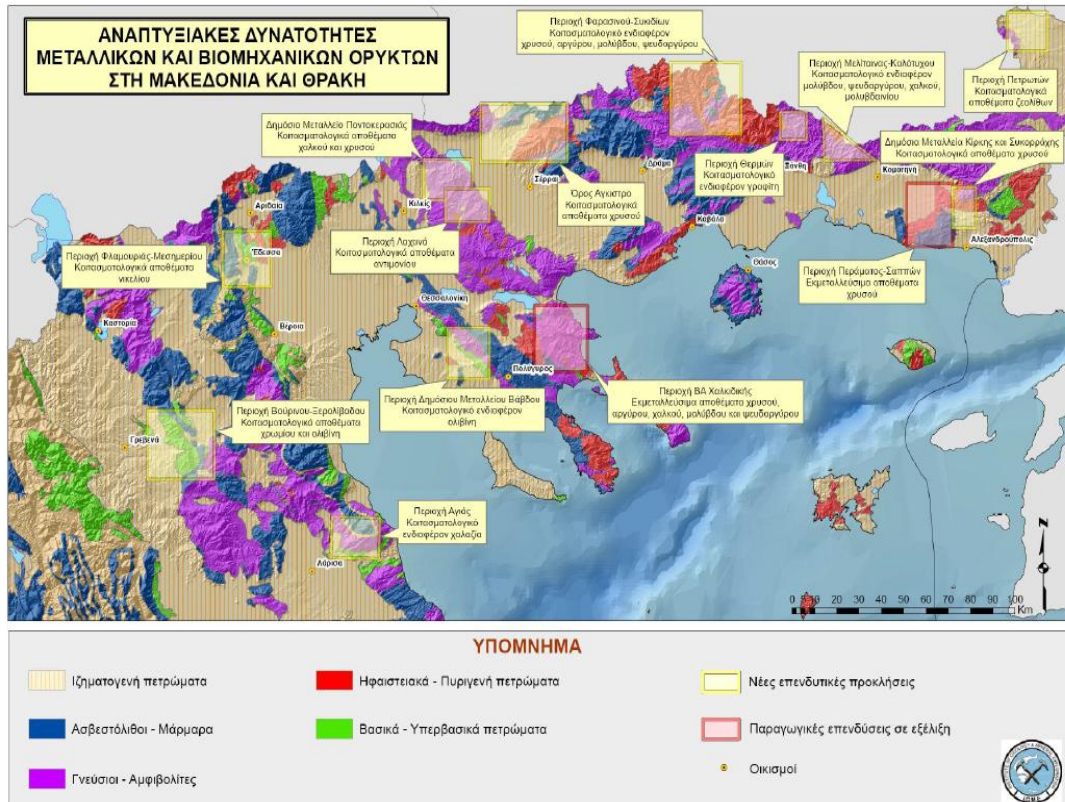 ΑΝΑΠΤΥΞΙΑΚΕΣ ΔΥΝΑΤΟΤΗΤΕΣ
ΜΕΤΑΛΛΙΚΩΝ ΚΑΙ ΒΙΟΜΗΧΑΝΙΚΩΝ ΟΡΥΚΤΩΝ
ΣΤΗ ΜΑΚΕΔΟΝΙΑ ΚΑΙ ΘΡΑΚΗ
Περιοχή Φαρασινού-Συκιδίων
Κοιτασματολογικό ενδιαφέρον
χρυσού, αργύρου, μολύβδου, ψευδαργύρου
Περιοχή Μελίταινας-Καλότυχου
Κοιτασματολογικό ενδιαφέρον
μολύβδου, ψευδαργύρου, χαλκού,
μολυβδαινίου
Περιοχή Πετρωτών
Κοιτασματολογικά
αποθέματα ζεολίθων
Δημόσιο Μεταλλείο Ποντοκερασιάς
Κοιτασματολογικά αποθέματα
χαλκού και χρυσού
Δημόσια Μεταλλεία Κίρκης και Συκορράχης
Κοιτασματολογικά αποθέματα χρυσού
Περιοχή Θερμών
Κοιτασματολογικό
ενδιαφέρον γραφίτη
Όρος Αγκιστρο
Κοιτασματολογικά
αποθέματα χρυσού
Περιοχή Λαχανά
Κοιτασματολογικά
αποθέματα
αντιμονίου
Περιοχή Φλαμουριάς-Μεσημερίου
Κοιτασματολογικά αποθέματα
νικελίου
Περιοχή Περάματος-Σαππών
Εκμεταλλεύσιμα αποθέματα
χρυσού
Περιοχή Δημόσιου Μεταλλείου Βάβδου
Κοιτασματολογικό ενδιαφέρον
ολιβίνη
Περιοχή ΒΑ Χαλκιδικής
Εκμεταλλεύσιμα αποθέματα χρυσού,
αργύρου, χαλκού, μολύβδου και ψευδαργύρου
Περιοχή Βούρινου-Ξερολίβαδου
Κοιτασματολογικά αποθέματα
χρωμίου και ολιβίνη
Περιοχή Αγιάς
Κοιτασματολογικό
ενδιαφέρον χαλαζία
Αριδαία
Έδεσσα
Κιλκίς
Σέρραι
Δράμα
Ξάνθη
Κομοτηνή
Καβάλα
Αλεξανδρούπολις
Θάσος
Θεσσαλονίκη
Πολύγυρος
Καστοριά
Βέροια
Γρεβενά
Λάρισα
N
0 5 10 20 30 40 50 60 70 80 90 100
Km
ΥΠΟΜΝΗΜΑ
Ιζηματογενή πετρώματα
Ασβεστόλιθοι - Μάρμαρα
Γνεύσιοι - Αμφιβολίτες
Ηφαιστειακά - Πυριγενή πετρώματα
Βασικά - Υπερβασικά πετρώματα
Νέες επενδυτικές προκλήσεις
Παραγωγικές επενδύσεις σε εξέλιξη
Οικισμοί